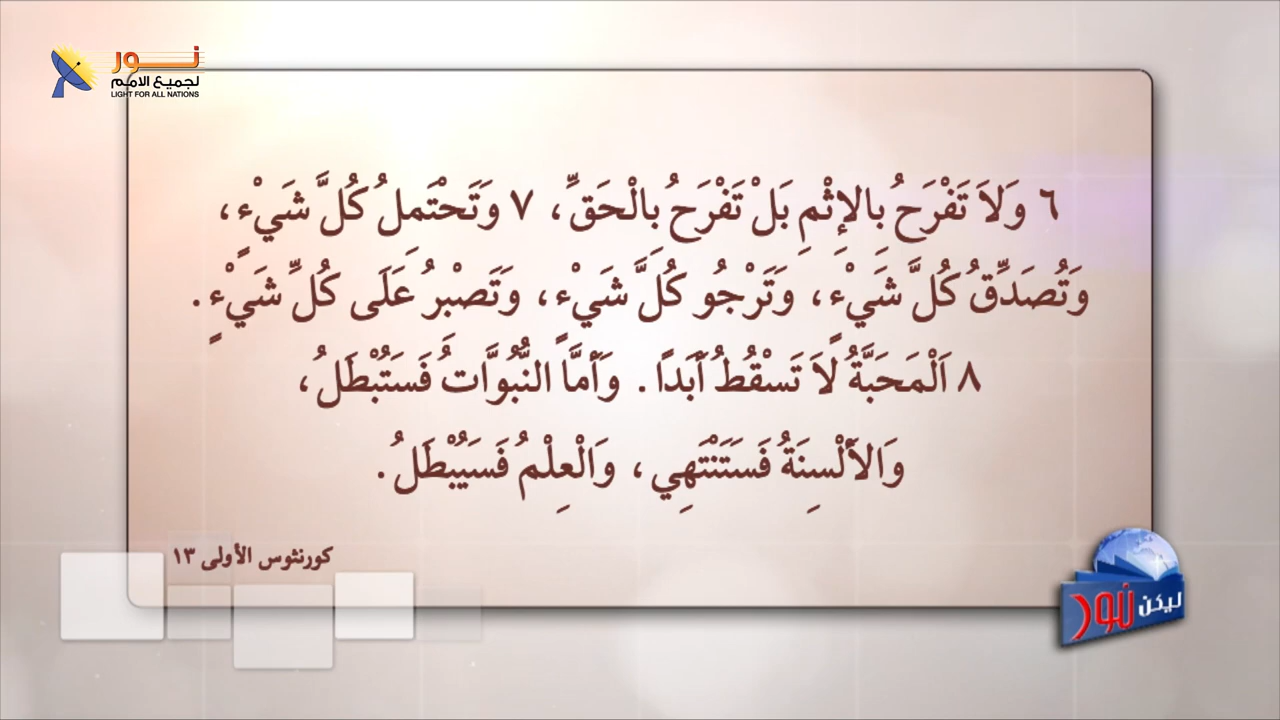 نور
لجميع الامم
LIGHT FOR ALL NATIONS
٦ وَلاَ تَفْرَحُ بِالإِثْمِ بَلْ تَفْرَحُ بِالْحَقِّ، ٧ وَتَحْتَمِلُ كُلَّ شَيْءٍ،
وَتُصَدِّقُ كُلَّ شَيْءٍ، وَتَرْجُو كُلَّ شَيْءٍ، وَتَصْبِرُ عَلَى كُلِّ شَيْءٍ.
٨ اَلْمَحَبَّةُ لاَ تَسْقُطُ أَبَدًا. وَأَمَّا النُّبُوَّاتُ فَسَتُبْطَلُ،
وَالأَلْسِنَةُ فَسَتَنْتَهِي، وَالْعِلْمُ فَسَيُبْطَلُ.
كورنثوس الأولى ١٣
ليكن نور